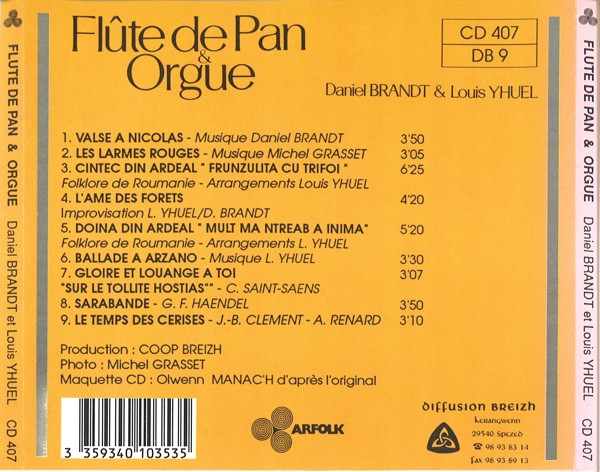 FLUTE DE PAN & ORGUE Daniel BRANDT et Louis YHUEL CD 407
Flûte de Pan
&
Orgue
CD 407
DB 9
Daniel BRANDT & Louis YHUEL
1. VALSE A NICOLAS - Musique Daniel BRANDT 3'50
2. LES LARMES ROUGES - Musique Michel GRASSET 3'05
3. CINTEC DIN ARDEAL " FRUNZULITA CU TRIFOI " 6'25
Folklore de Roumanie - Arrangements Louis YHUEL
4. L'AME DES FORETS 4'20
Improvisation L. YHUEL/D. BRANDT
5. DOINA DIN ARDEAL " MULT MA NTREAB A INIMA" 5'20
Folklore de Roumanie - Arrangements L. YHUEL
6. BALLADE A ARZANO - Musique L. YHUEL 3'30
7. GLOIRE ET LOUANGE A TOI 3'07
"SUR LE TOLLITE HOSTIAS"" - C. SAINT-SAENS
8. SARABANDE - G. F. HAENDEL 3'50
9. LE TEMPS DES CERISES - J.-B. CLEMENT - A. RENARD 3'10
Production : COOP BREIZH
Photo : Michel GRASSET
Maquette CD : Olwenn MANAC'H d'après l'original
3 359340 103535
ARFOLK
diffusion breizh
kerangwenn
29540 Spezed
☎ 98 93 83 14
fax 98 93 89 13
FLUTE DE PAN & ORGUE Daniel BRANDT et Louis YHUEL CD 407